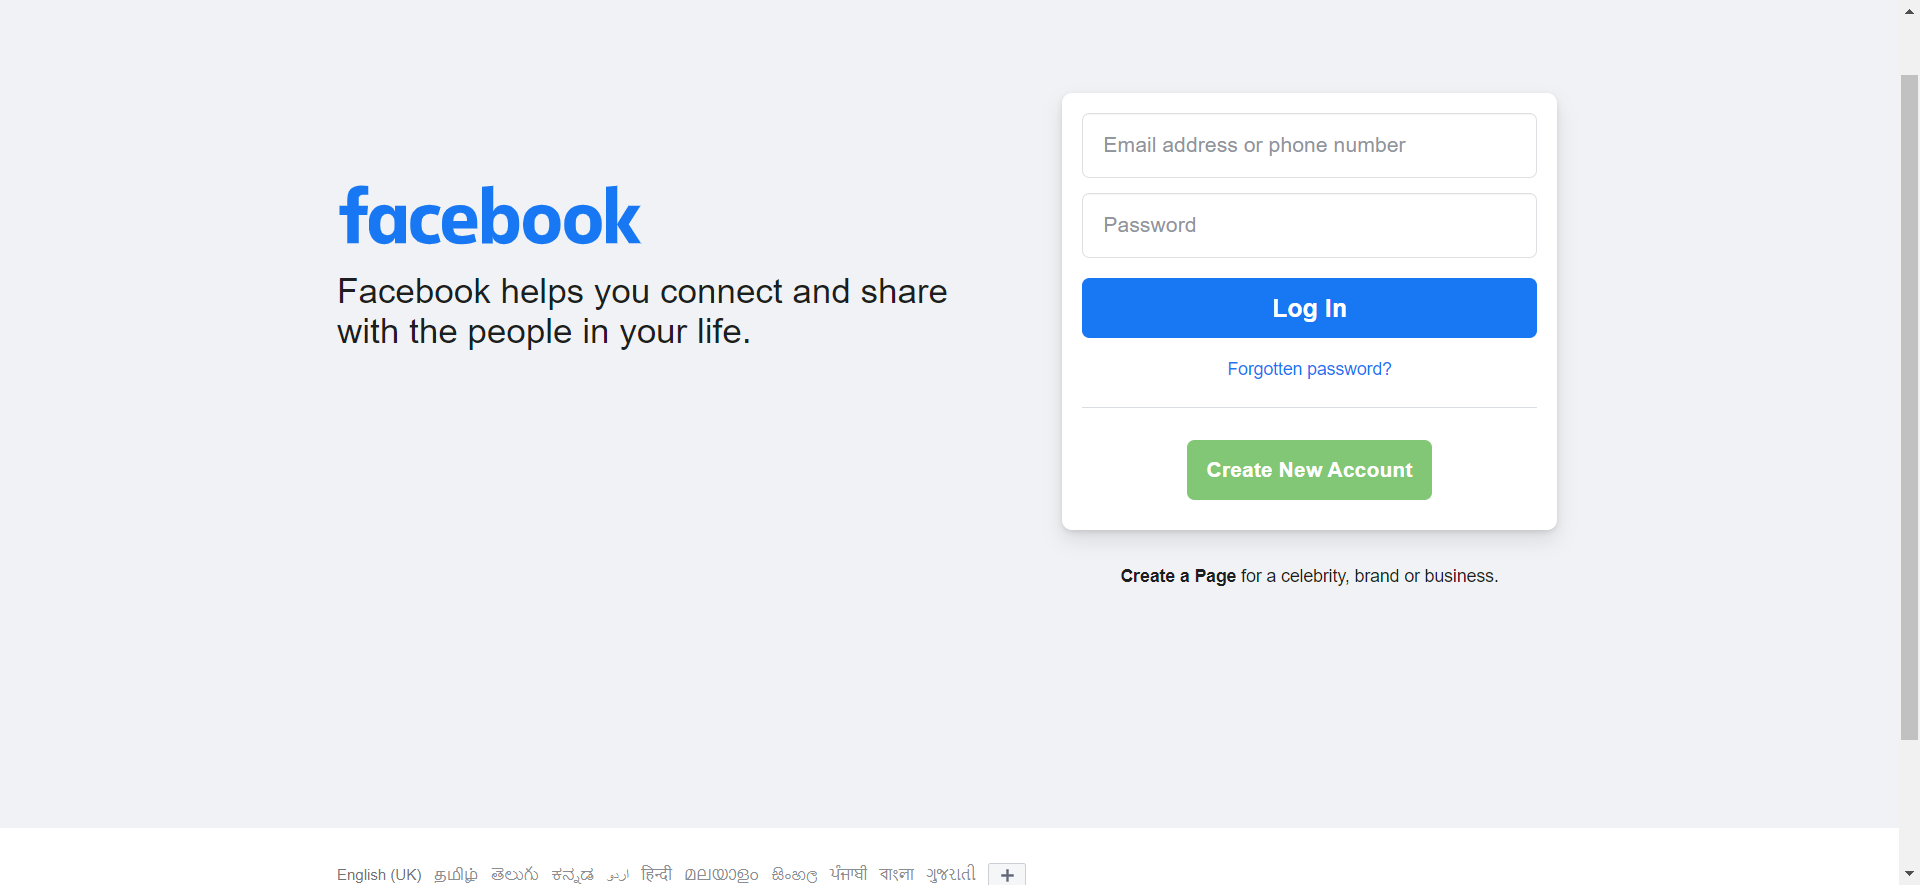 facebook
Facebook helps you connect and share
with the people in your life.
Email address or phone number
Password
Log In
Forgotten password?
Create New Account
Create a Page for a celebrity, brand or business.
English (UK) தமிழ் తెలుగు ಕನ್ನಡ اردو हिन्दी മലയാളം සිංහල ਪੰਜਾਬੀ বাংলা ગુજરાતી +